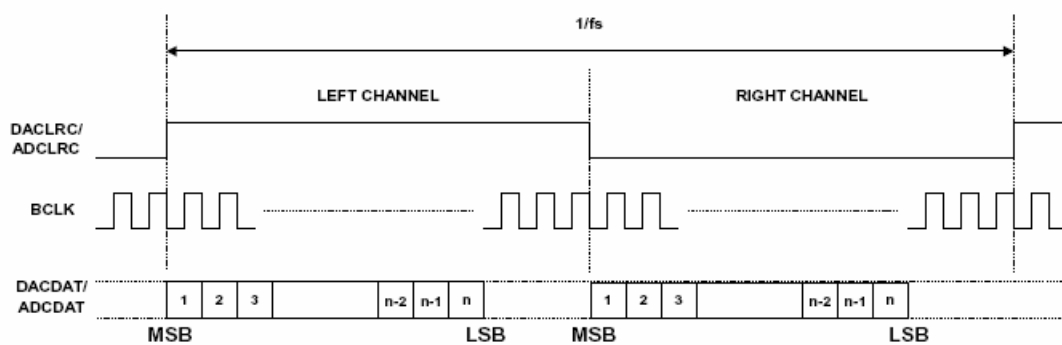 1/fs
LEFT CHANNEL
RIGHT CHANNEL
DACLRC/
ADCLRC
BCLK
DACDAT/
ADCDAT
1 2 3 n-2 n-1 n 1 2 3 n-2 n-1 n
MSB LSB MSB LSB